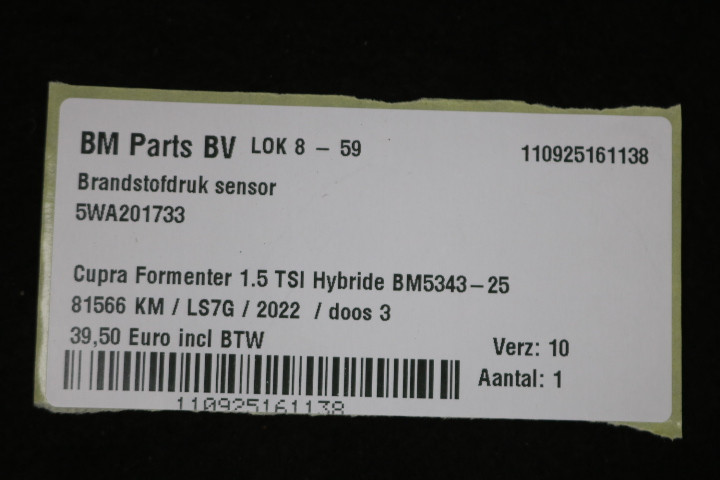 BM Parts BV LOK 8 - 59
110925161138
Brandstofdruk sensor
5WA201733
Cupra Formenter 1.5 TSI Hybride BM5343-25
81566 KM / LS7G / 2022 / doos 3
39,50 Euro incl BTW
Verz: 10
Aantal: 1
110925161138